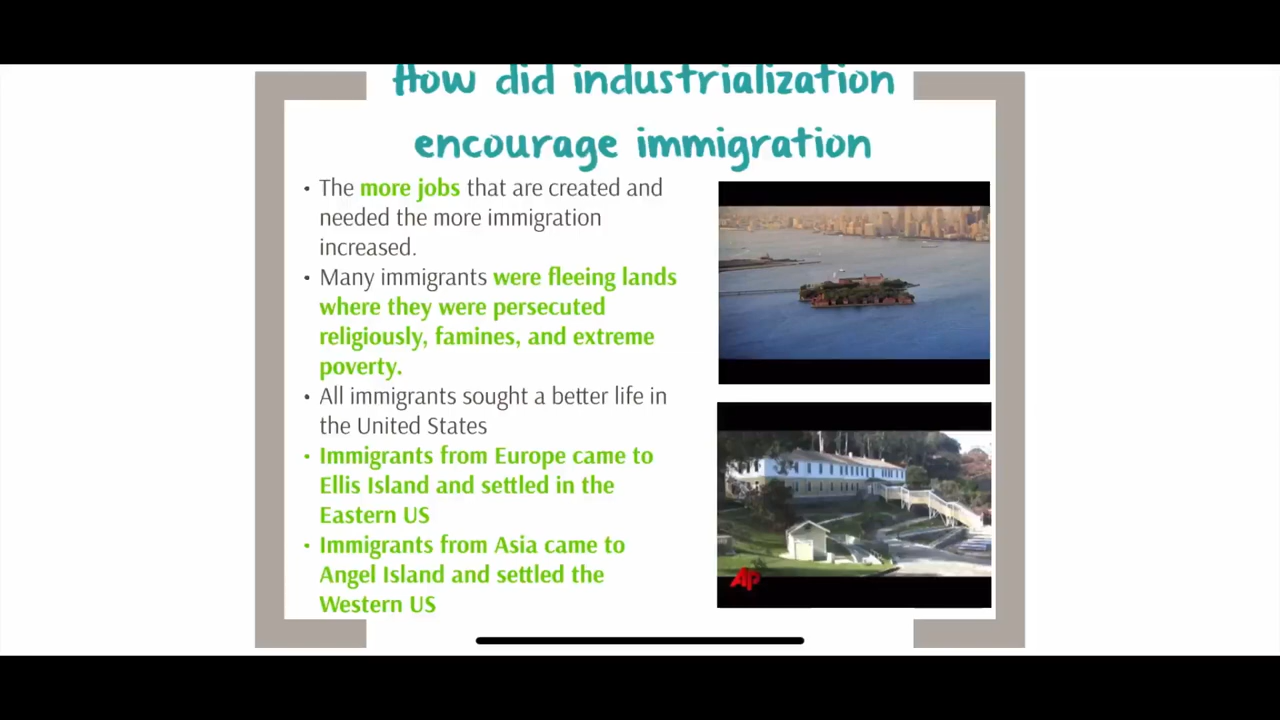 How did industrialization
encourage immigration
• The more jobs that are created and
needed the more immigration
increased.
• Many immigrants were fleeing lands
where they were persecuted
religiously, famines, and extreme
poverty.
• All immigrants sought a better life in
the United States
• Immigrants from Europe came to
Ellis Island and settled in the
Eastern US
• Immigrants from Asia came to
Angel Island and settled the
Western US
AP